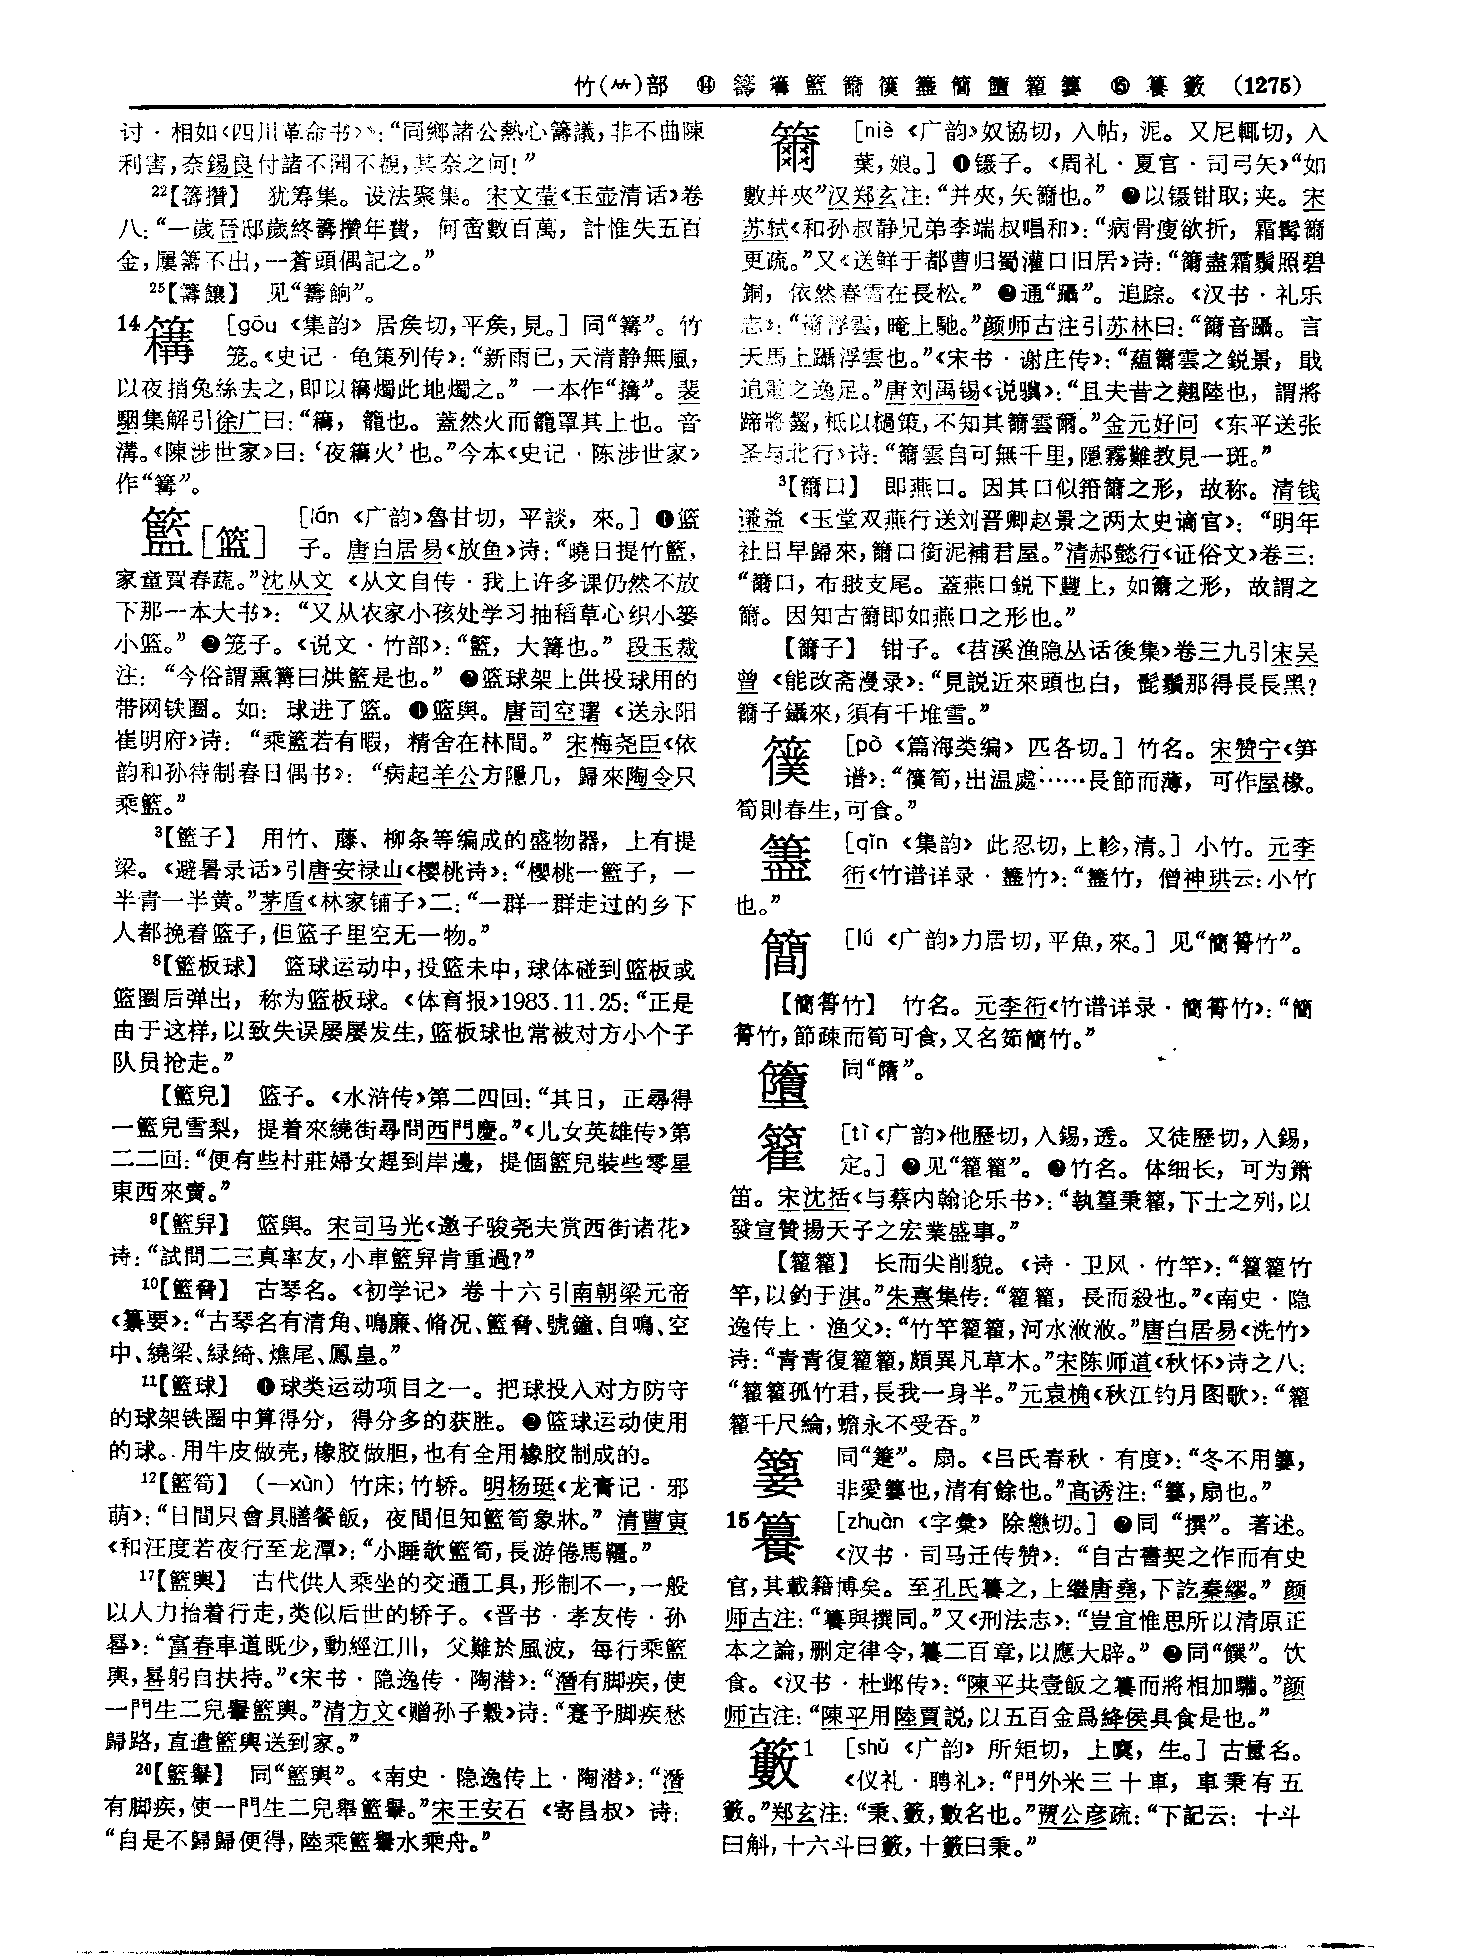 竹(⺮)部 ⑭ 籌 籑 籃 籋 䉜 籌 簡 ⑮ 籑 籔 (1275)
讨·相如《四川革命书》:“同鄉諸公熱心籌議,非不曲陳
利害,奈錫良付諸不聞不覩,其奈之何!”
22【籌攢】 犹筹集。设法聚集。宋文莹《玉壶清话》卷
八:“一歲晉邸歲終籌攢年費, 何啻數百萬, 計惟失五百
金,屢籌不出,一蒼頭偶記之。”
25【籌饟】 见“籌餉”。
14 [gōu 《集韵》 居矦切,平矦,見。] 同“篝”。竹
笼。《史记·龟策列传》:“新雨已,天清静無風,
以夜捎兔絲去之,即以籌燭此地燭之。” 一本作“篝”。裴
駰集解引徐广曰:“籠也。蓋然火而籠罩其上也。音
溝。《陳涉世家》曰:‘夜火’也。”今本《史记·陈涉世家》
作“篝”。
籃[篮] [lán 《广韵》魯甘切,平談,來。] ❶篮
子。唐白居易《放鱼》诗:“曉日提竹籃,
家童買春蔬。”沈从文 《从文自传·我上许多课仍然不放
下那一本大书》: “又从农家小孩处学习抽稻草心织小篓
小篮。” ❷笼子。《说文·竹部》:“籃,大篝也。” 段玉裁
注: “今俗謂熏篝曰烘籃是也。” ❸篮球架上供投球用的
带网铁圈。如: 球进了篮。❹篮舆。唐司空曙 《送永阳
崔明府》诗: “乘籃若有暇, 精舍在林間。” 宋梅尧臣《依
韵和孙待制春日偶书》: “病起羊公方隱几, 歸來陶令只
乘籃。”
3【籃子】 用竹、藤、柳条等编成的盛物器, 上有提
梁。《避暑录话》引唐安禄山《樱桃诗》:“樱桃一籃子, 一
半青一半黄。”茅盾《林家铺子》二:“一群一群走过的乡下
人都挽着篮子,但篮子里空无一物。”
8【籃板球】 篮球运动中,投篮未中,球体碰到篮板或
篮圈后弹出, 称为篮板球。《体育报》1983.11.25:“正是
由于这样,以致失误屡屡发生,篮板球也常被对方小个子
队员抢走。”
【籃兒】 篮子。《水浒传》第二四回:“其日, 正尋得
一籃兒雪梨, 提着來繞街尋問西門慶。”《儿女英雄传》第
二二回:“便有些村莊婦女趕到岸邊, 提個籃兒裝些零星
東西來賣。”
9【籃舁】 篮舆。宋司马光《邀子骏尧夫赏西街诸花》
诗:“試問二三真率友,小車籃舁肯重過?”
10【籃脅】 古琴名。《初学记》卷十六引南朝梁元帝
《纂要》:“古琴名有清角、鳴廉、脩况、籃脅、號鐘、自鳴、空
中、繞梁、緑綺、燋尾、鳳皇。”
11【籃球】 ❶球类运动项目之一。把球投入对方防守
的球架铁圈中算得分, 得分多的获胜。❷篮球运动使用
的球。用牛皮做壳,橡胶做胆,也有全用橡胶制成的。
12【籃筍】 (—xùn) 竹床;竹轿。明杨珽《龙膏记·邪
萌》:“日間只會具膳餐飯, 夜間但知籃筍象牀。” 清曹寅
《和汪度若夜行至龙潭》:“小睡欹籃筍,長游倦馬韁。”
17【籃輿】 古代供人乘坐的交通工具,形制不一,一般
以人力抬着行走,类似后世的轿子。《晋书·孝友传·孙
晷》:“富春車道既少,動經江川, 父難於風波, 每行乘籃
輿,晷躬自扶持。”《宋书·隐逸传·陶潜》:“潛有脚疾,使
一門生二兒轝籃輿。”清方文《赠孙子縠》诗:“蹇予脚疾愁
歸路,直遣籃輿送到家。”
20【籃轝】 同“籃輿”。《南史·隐逸传上·陶潜》:“潛
有脚疾,使一門生二兒舉籃轝。”宋王安石 《寄昌叔》 诗:
“自是不歸歸便得,陸乘籃轝水乘舟。”
籋 [niè 《广韵》奴協切,入帖,泥。又尼輒切,入
葉,娘。] ❶镊子。《周礼·夏官·司弓矢》“如
數并夾”汉郑玄注:“并夾,矢籋也。” ❷以镊钳取;夹。宋
苏轼《和孙叔静兄弟李端叔唱和》:“病骨瘦欲折, 霜髯籋
更疏。”又《送鲜于都曹归蜀灌口旧居》诗:“籋盡霜鬚照碧
銅, 依然春雪在長松。” ❸通“躡”。追踪。《汉书·礼乐
志》:“籋浮雲,晻上馳。”颜师古注引苏林曰:“籋音躡。言
天馬上躡浮雲也。”《宋书·谢庄传》:“蕴籋雲之鋭景, 戢
追電之逸足。”唐刘禹锡《说骥》:“且夫昔之翹陸也, 謂將
蹄將齧,柢以檛策,不知其籋雲爾。”金元好问 《东平送张
圣与北行》诗:“籋雲自可無千里,隱霧難教見一斑。”
3【籋口】 即燕口。因其口似箝籋之形, 故称。清钱
谦益 《玉堂双燕行送刘晋卿赵景之两太史谪官》: “明年
社日早歸來,籋口銜泥補君屋。”清郝懿行《证俗文》卷三:
“籋口, 布翄支尾。蓋燕口鋭下豐上, 如籋之形, 故謂之
籋。因知古籋即如燕口之形也。”
【籋子】 钳子。《苕溪渔隐丛话後集》卷三九引宋吴
曾 《能改斋漫录》:“見説近來頭也白, 髭鬚那得長長黑?
籋子鑷來,須有千堆雪。”
[pò 《篇海类编》 匹各切。] 竹名。宋赞宁《笋
谱》:“筍,出温處……長節而薄, 可作屋椽。
筍則春生,可食。”
[qǐn 《集韵》 此忍切,上軫,清。] 小竹。元李
衎《竹谱详录·竹》:“竹, 僧神珙云:小竹
也。”
[lú 《广韵》力居切,平魚,來。] 见“簕竹”。
竹名。元李衎《竹谱详录》
竹,節疎而筍可食,又名筎竹。”
同“”。
籊 [tì 《广韵》他歷切,入錫,透。又徒歷切,入錫,
定。] ❶见“籊籊”。❷竹名。体细长, 可为箫
笛。宋沈括《与蔡内翰论乐书》:“執篁秉籊,下士之列,以
發宣贊揚天子之宏業盛事。”
【籊籊】 长而尖削貌。《诗·卫风·竹竿》:“籊籊竹
竿,以釣于淇。”朱熹集传:“籊籊, 長而殺也。”《南史·隐
逸传上·渔父》:“竹竿籊籊,河水浟浟。”唐白居易《洗竹》
诗:“青青復籊籊,頗異凡草木。”宋陈师道《秋怀》诗之八:
“籊籊孤竹君,長我一身半。”元袁桷《秋江钓月图歌》:“籊
籊千尺綸,蟾永不受吞。”
同“箑”。扇。《吕氏春秋·有度》:“冬不用,
非愛也,清有餘也。”高诱注:“扇也。”
15 籑 [zhuàn 《字彙》 除戀切。] ❶同 “撰”。著述。
《汉书·司马迁传赞》: “自古書契之作而有史
官,其載籍博矣。至孔氏籑之,上繼唐堯,下訖秦繆。” 颜
师古注:“籑與撰同。”又《刑法志》:“豈宜惟思所以清原正
本之論,删定律令,籑二百章,以應大辟。” ❷同“饌”。饮
食。《汉书·杜邺传》:“陳平共壹飯之籑而將相加驩。”颜
师古注:“陳平用陸賈説,以五百金爲絳侯具食是也。”
籔1 [shǔ 《广韵》 所矩切, 上麌, 生。] 古量名。
《仪礼·聘礼》:“門外米三十車, 車秉有五
籔。”郑玄注:“秉、籔,數名也。”贾公彦疏:“下記云: 十斗
曰斛,十六斗曰籔,十籔曰秉。”